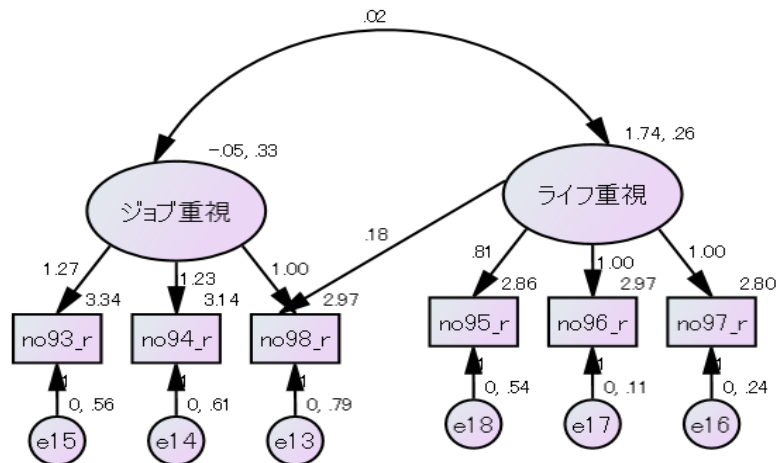 .02
-.05, .33
1.74, .26
ジョブ重視
ライフ重視
.18
1.27
1.23
1.00
.81
1.00
1.00
3.34
3.14
2.97
2.86
2.97
2.80
no93_r
no94_r
no98_r
no95_r
no96_r
no97_r
1
1
1
1
1
1
0, .56
0, .61
0, .79
0, .54
0, .11
0, .24
e15
e14
e13
e18
e17
e16